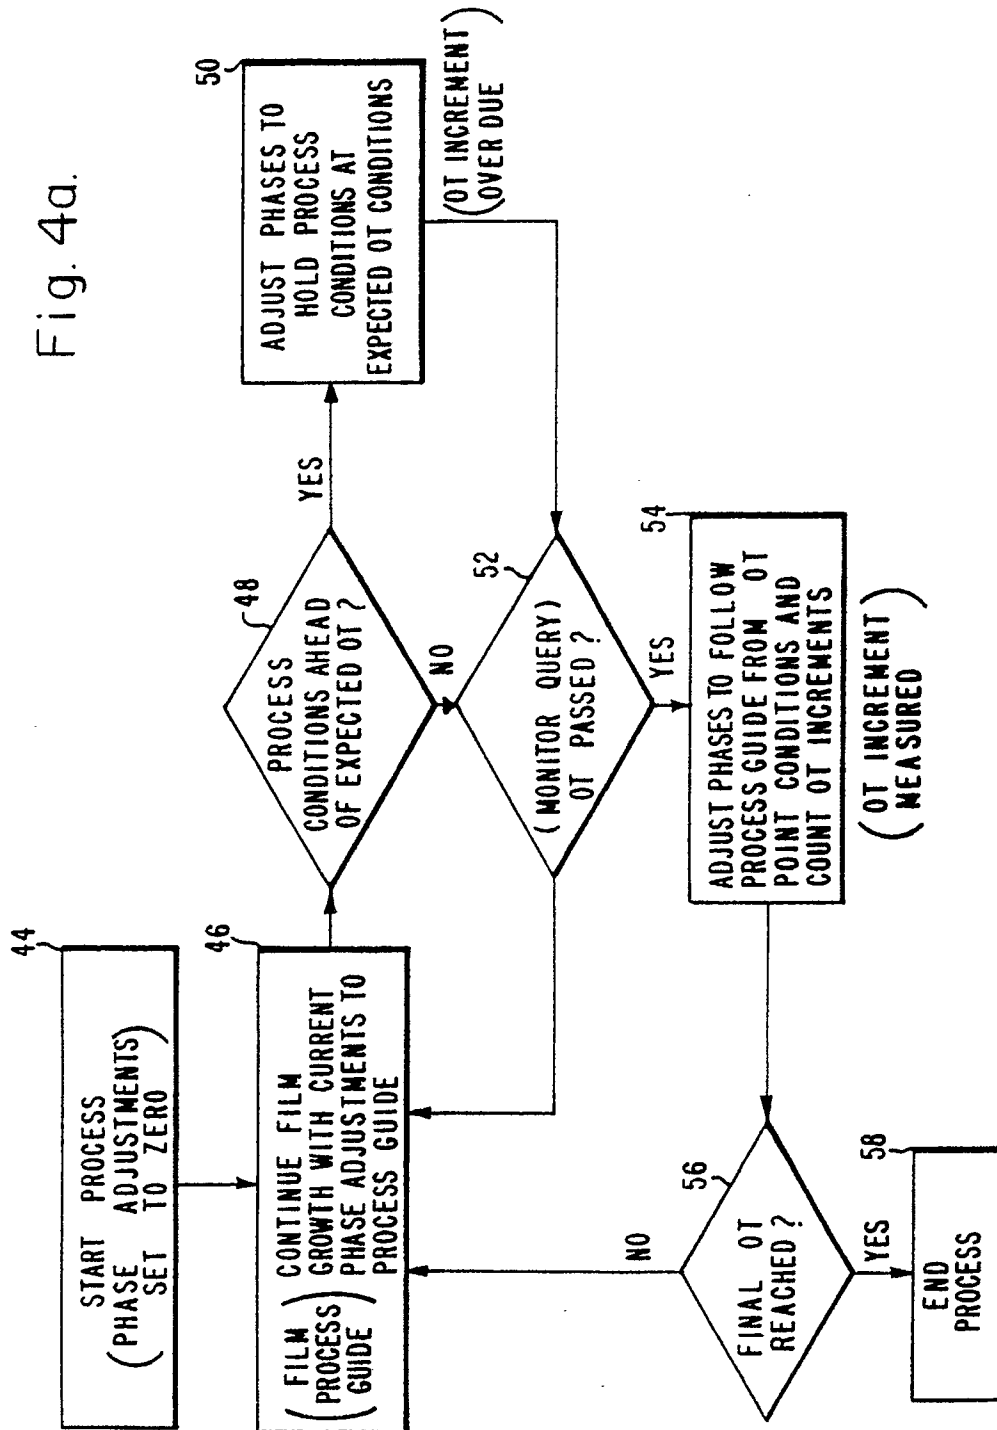 Fig. 4a.
44
START PROCESS
(PHASE ADJUSTMENTS)
SET TO ZERO
46
(FILM PROCESS GUIDE)
CONTINUE FILM
GROWTH WITH CURRENT
PHASE ADJUSTMENTS TO
PROCESS GUIDE
48
PROCESS
CONDITIONS AHEAD
OF EXPECTED OT ?
YES
NO
50
ADJUST PHASES TO
HOLD PROCESS
CONDITIONS AT
EXPECTED OT CONDITIONS
(OT INCREMENT)
OVER DUE
52
(MONITOR QUERY)
OT PASSED ?
YES
54
ADJUST PHASES TO FOLLOW
PROCESS GUIDE FROM OT
POINT CONDITIONS AND
COUNT OT INCREMENTS
(OT INCREMENT)
MEASURED
56
FINAL OT
REACHED ?
NO
YES
58
END
PROCESS